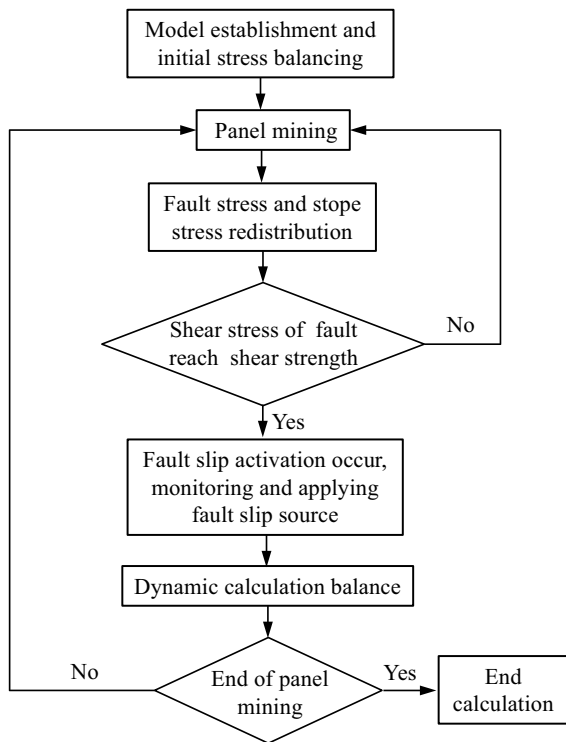 Model establishment and
initial stress balancing
Panel mining
Fault stress and stope
stress redistribution
Shear stress of fault
reach shear strength
No
Yes
Fault slip activation occur,
monitoring and applying
fault slip source
Dynamic calculation balance
No
End of panel
mining
Yes
End
calculation